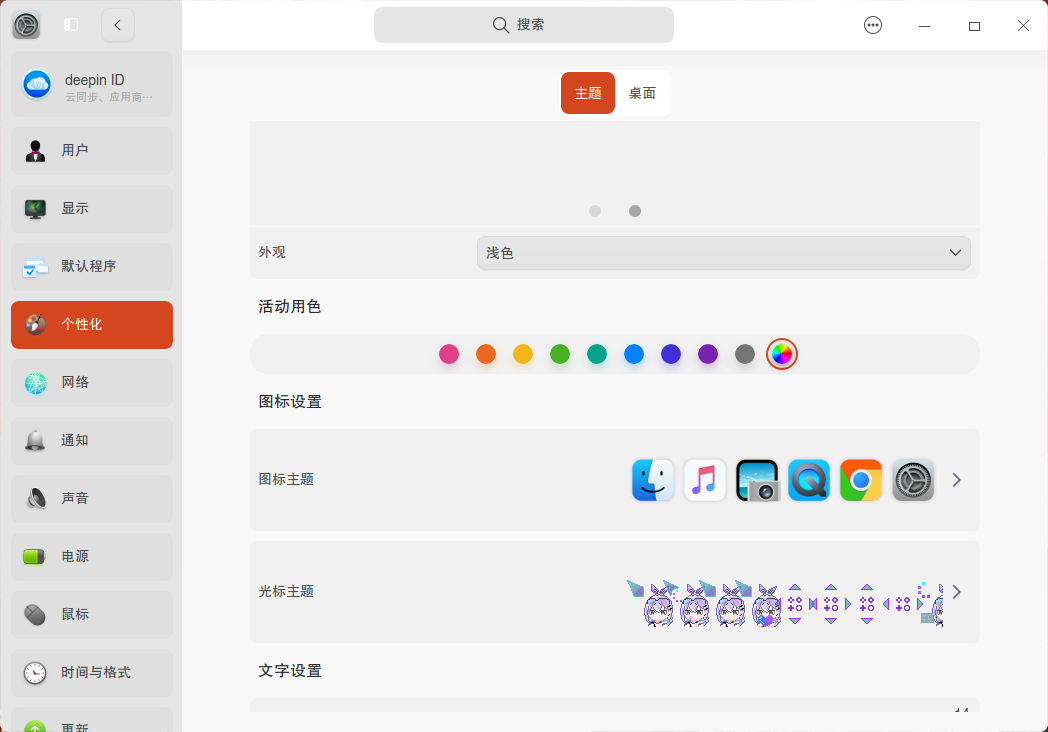 搜索
deepin ID
云同步、应用商…
用户
显示
默认程序
个性化
网络
通知
声音
电源
鼠标
时间与格式
更新
主题
桌面
外观
浅色
活动用色
图标设置
图标主题
光标主题
文字设置